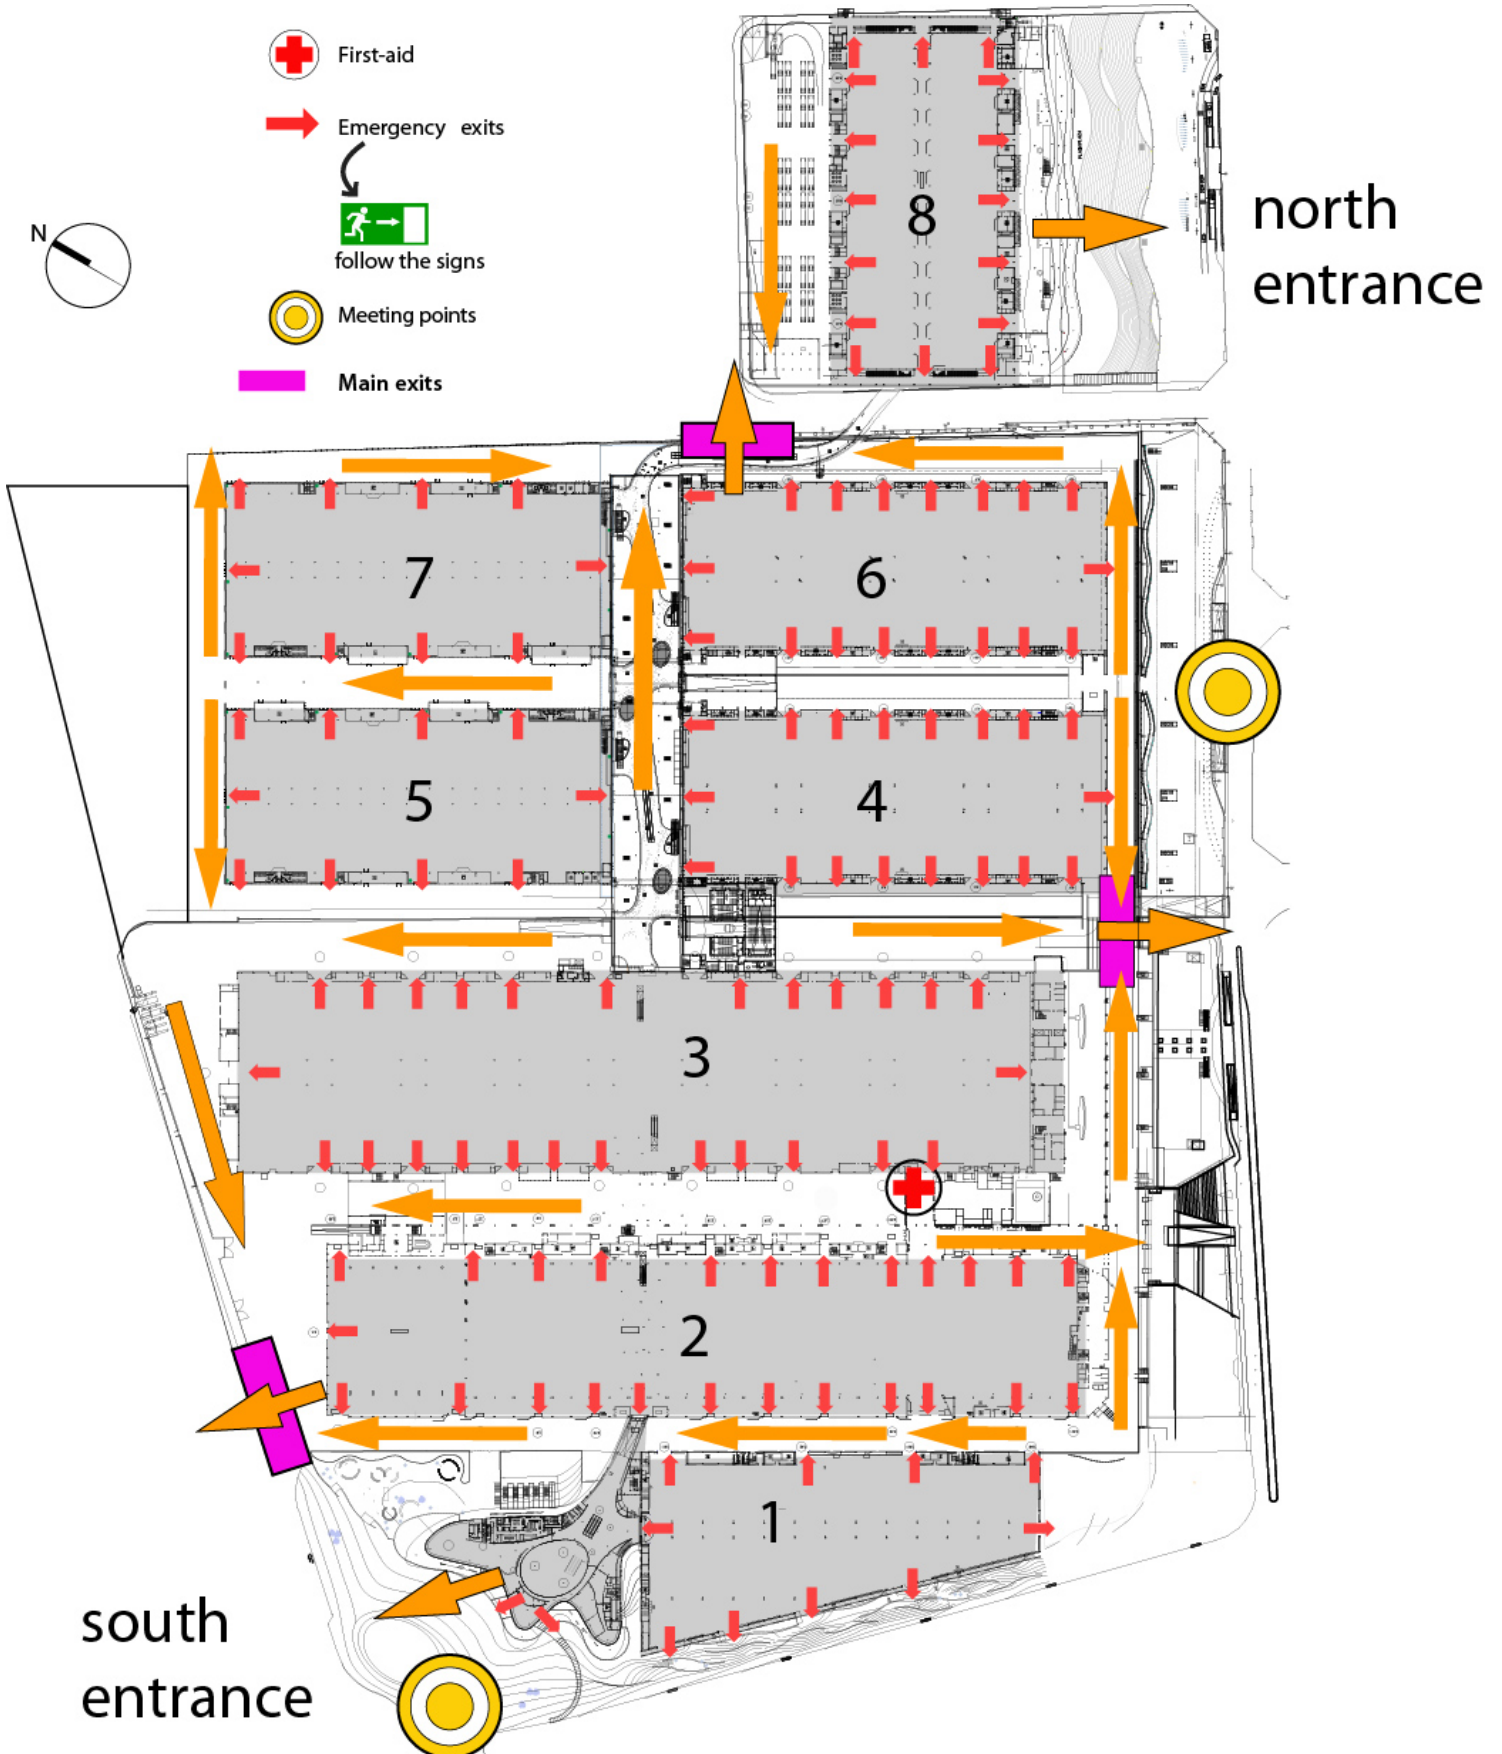 First-aid
Emergency exits
follow the signs
N
Meeting points
Main exits
8
north
entrance
7
6
5
4
3
2
1
south
entrance